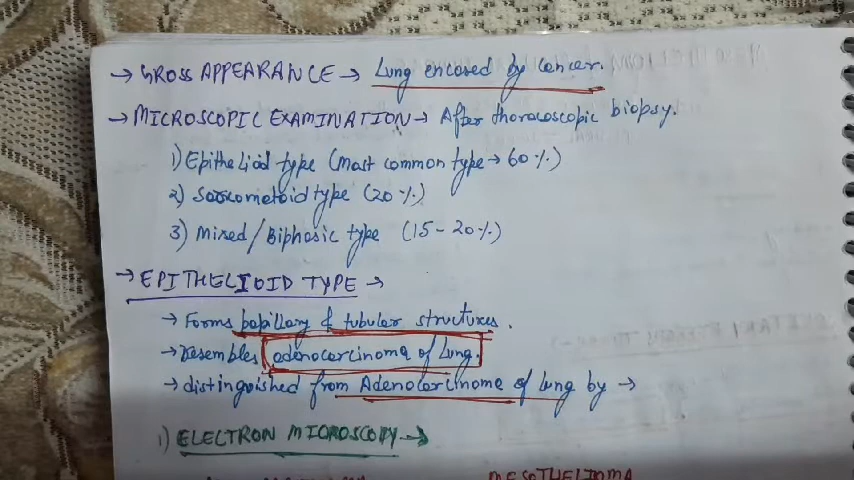 → GROSS APPEARANCE → Lung encased by cancer.
→ MICROSCOPIC EXAMINATION → After thoracoscopic biopsy.
1) Epithelioid type (most common type → 60%)
2) Sarcomatoid type (20%)
3) Mixed/Biphasic type (15-20%)
→ EPITHELIOID TYPE →
→ Forms papillary & tubular structures.
→ Resembles adenocarcinoma of lung.
→ distinguished from Adenocarcinoma of lung by →
1) ELECTRON MICROSCOPY →
MESOTHELIOMA